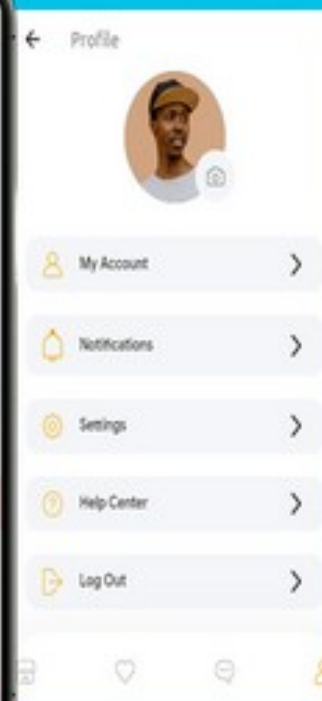 Profile
My Account
Notifications
Settings
Help Center
Log Out